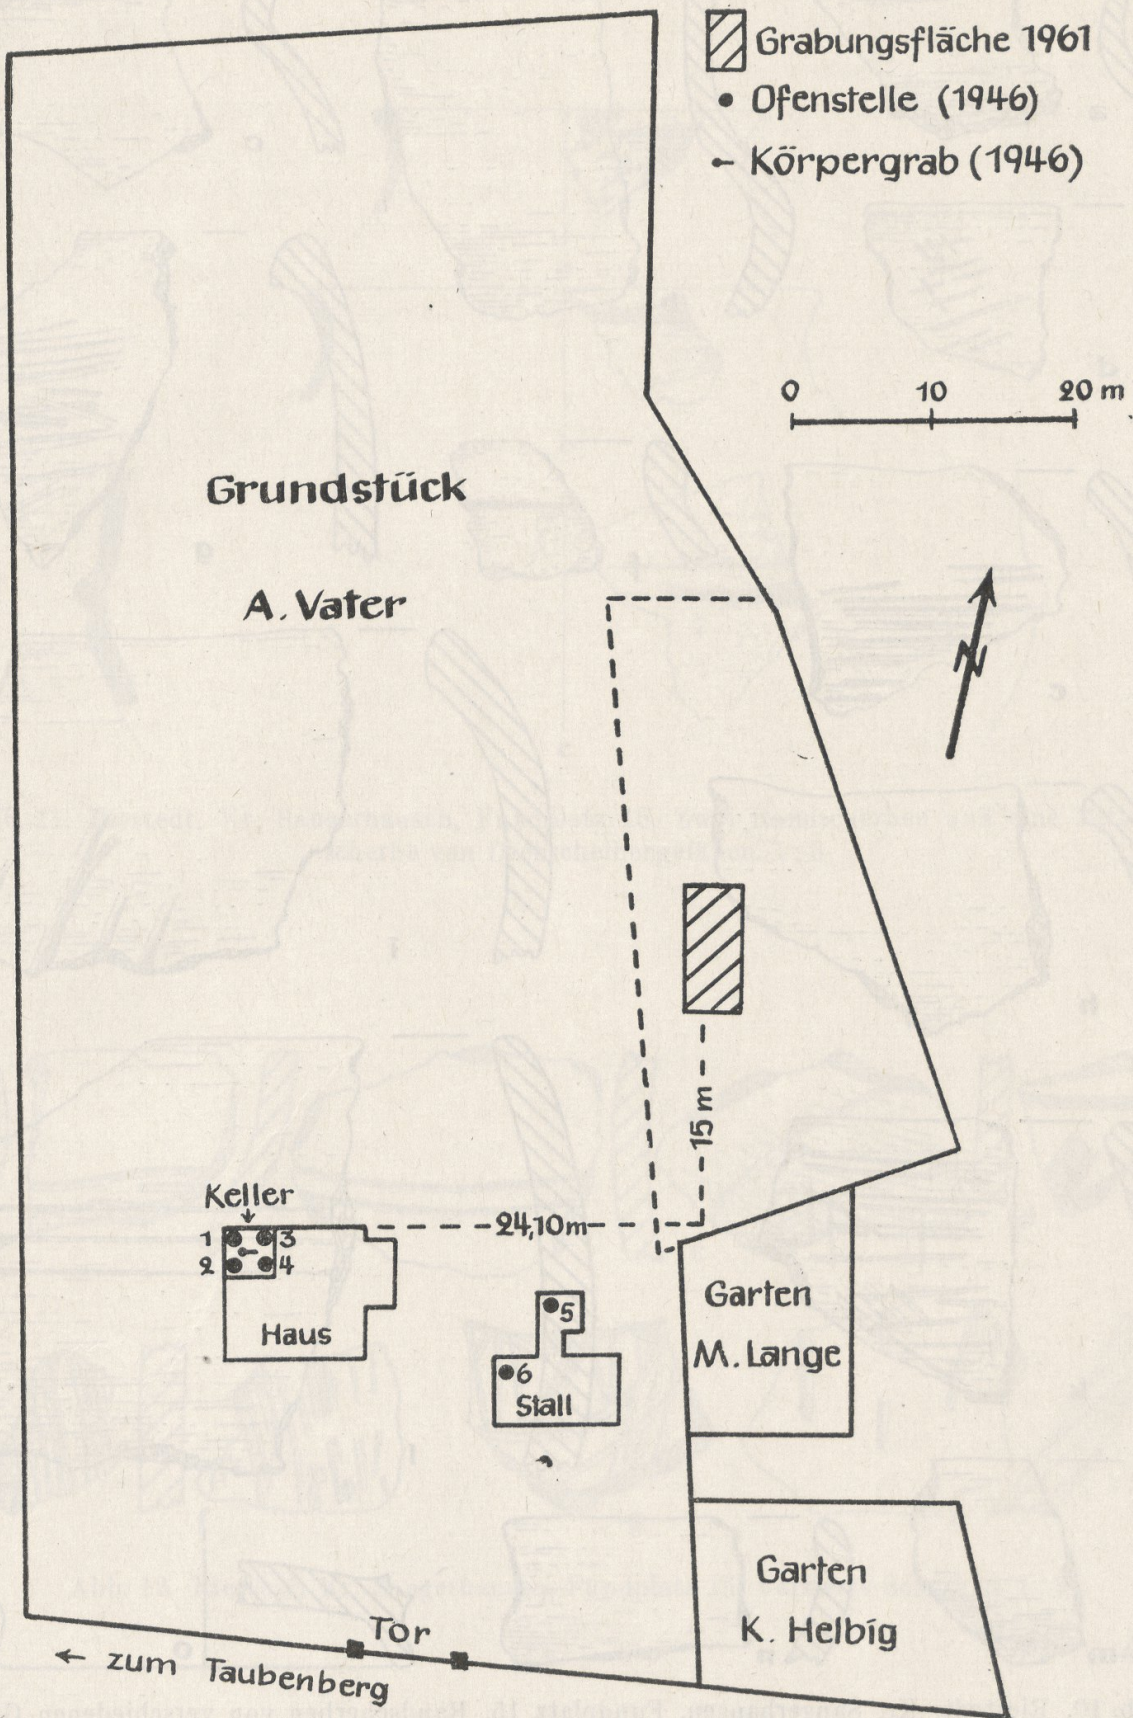 Grabungsfläche 1961
Ofenstelle (1946)
Körpergrab (1946)
0 10 20 m
Grundstück
A. Vater
N
15 m
Keller
24,10m
1 3
2 4
Haus
5
6
Stall
Garten
M. Lange
Garten
K. Helbig
Tor
← zum Taubenberg